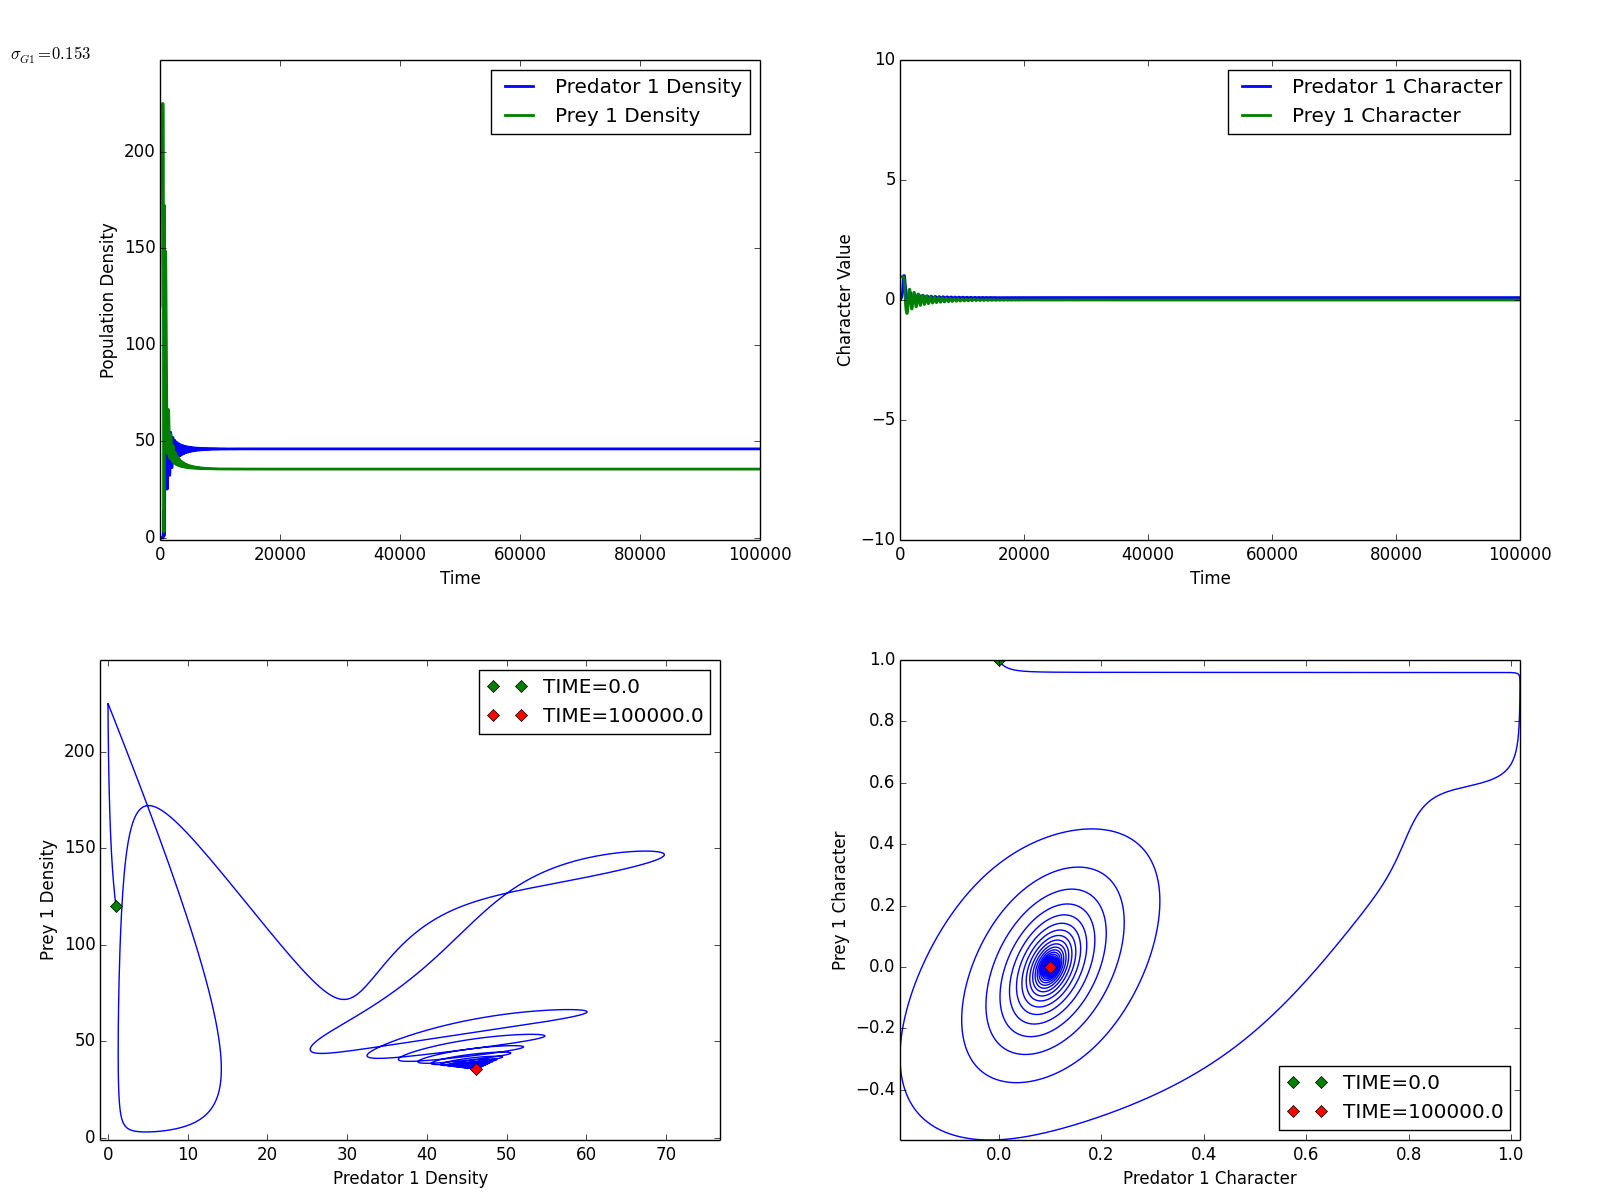 σG1=0.153
Predator 1 Density
Prey 1 Density
200
150
100
50
0
Population Density
0 20000 40000 60000 80000 100000
Time
Predator 1 Character
Prey 1 Character
10
5
0
−5
−10
Character Value
0 20000 40000 60000 80000 100000
Time
TIME=0.0
TIME=100000.0
200
150
100
50
0
Prey 1 Density
0 10 20 30 40 50 60 70
Predator 1 Density
1.0
0.8
0.6
0.4
0.2
0.0
−0.2
−0.4
Prey 1 Character
TIME=0.0
TIME=100000.0
0.0 0.2 0.4 0.6 0.8 1.0
Predator 1 Character